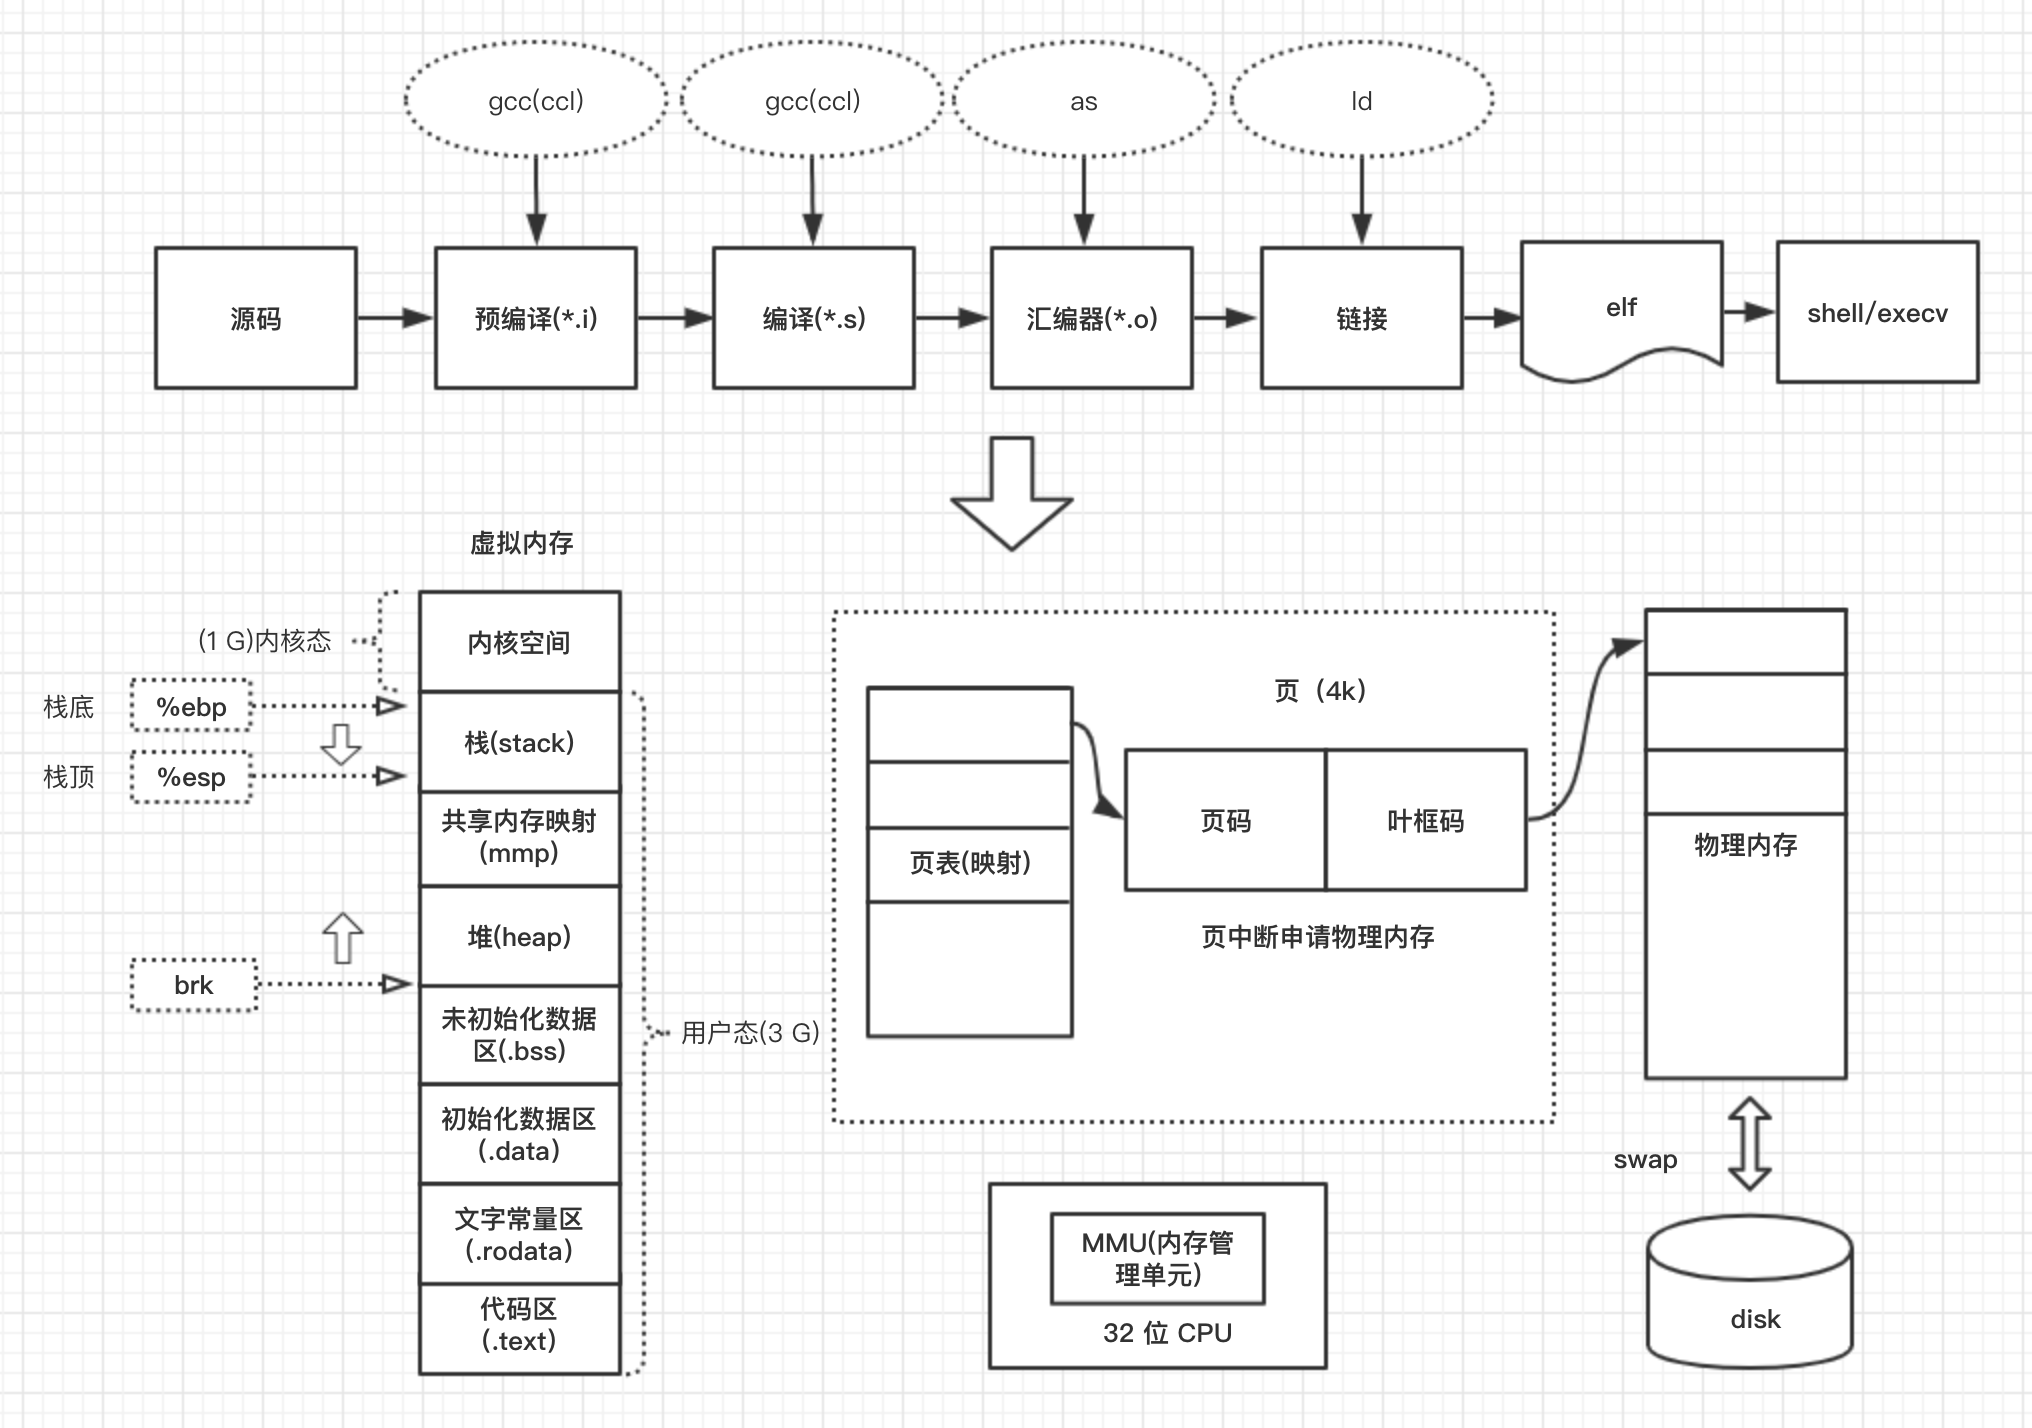 gcc(ccl)
gcc(ccl)
as
ld
源码
预编译(*.i)
编译(*.s)
汇编器(*.o)
链接
elf
shell/execv
虚拟内存
(1 G)内核态
内核空间
栈底
%ebp
栈(stack)
栈顶
%esp
共享内存映射
(mmp)
堆(heap)
brk
未初始化数据
区(.bss)
用户态(3 G)
初始化数据区
(.data)
文字常量区
(.rodata)
代码区
(.text)
页表(映射)
页（4k）
页码
叶框码
页中断申请物理内存
物理内存
swap
disk
MMU(内存管
理单元)
32 位 CPU